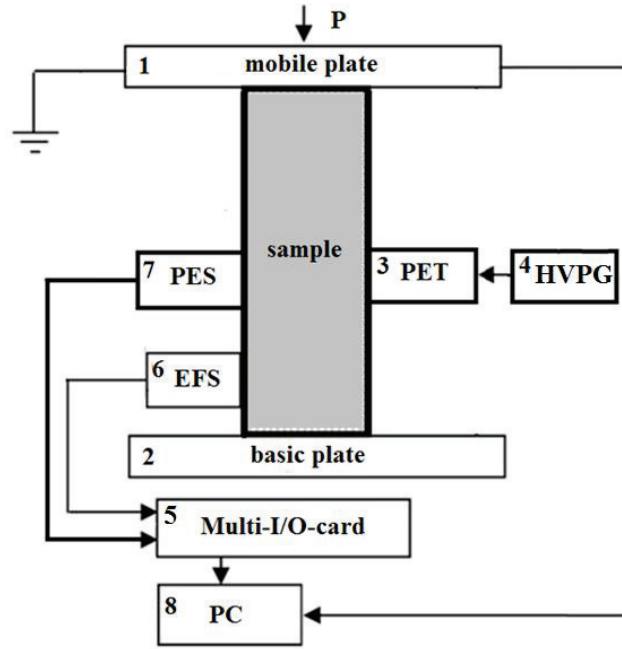 P
1 mobile plate
sample
7 PES
3 PET
4 HVPG
6 EFS
2 basic plate
5 Multi-I/O-card
8 PC